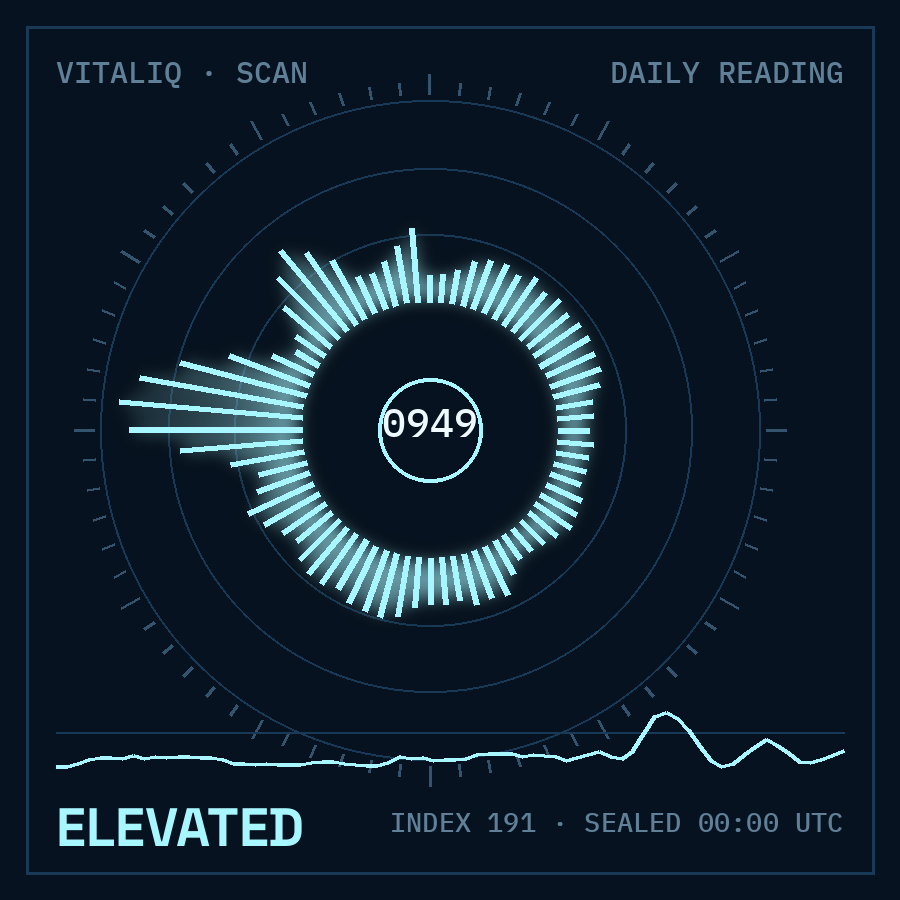 VITALIQ · SCAN
DAILY READING
0949
ELEVATED
INDEX 191 · SEALED 00:00 UTC